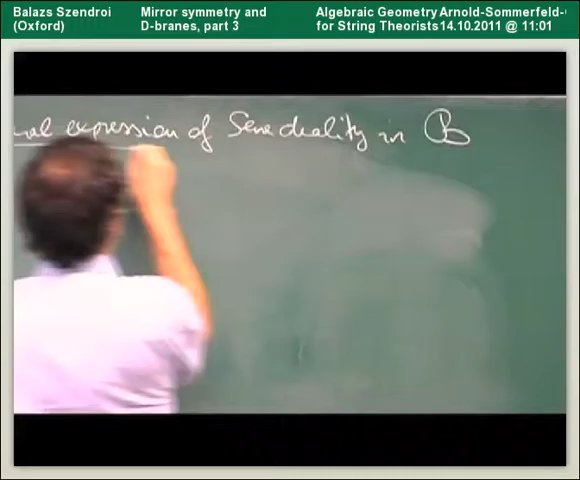 Balazs Szendroi
(Oxford)
Mirror symmetry and
D-branes, part 3
Algebraic Geometry
for String Theorists
Arnold-Sommerfeld-
14.10.2011 @ 11:01
expression of Serre duality in